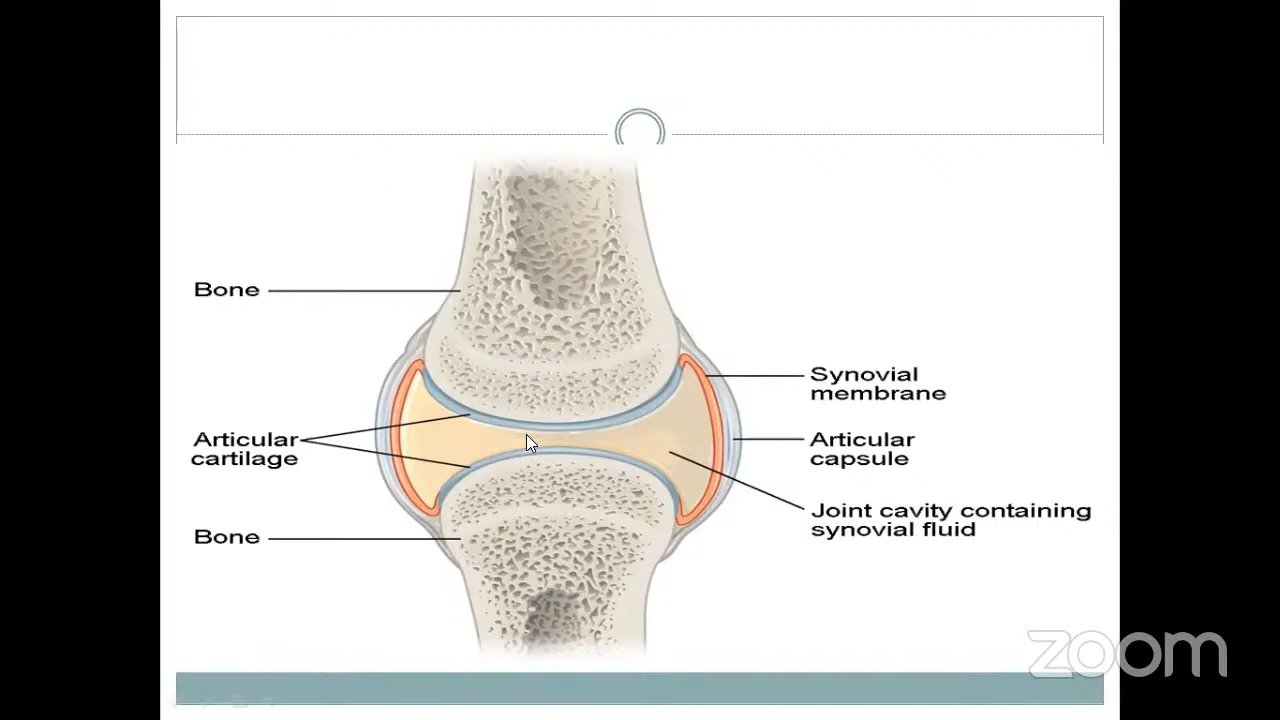 Bone
Synovial
membrane
Articular
cartilage
Articular
capsule
Joint cavity containing
synovial fluid
Bone
zoom